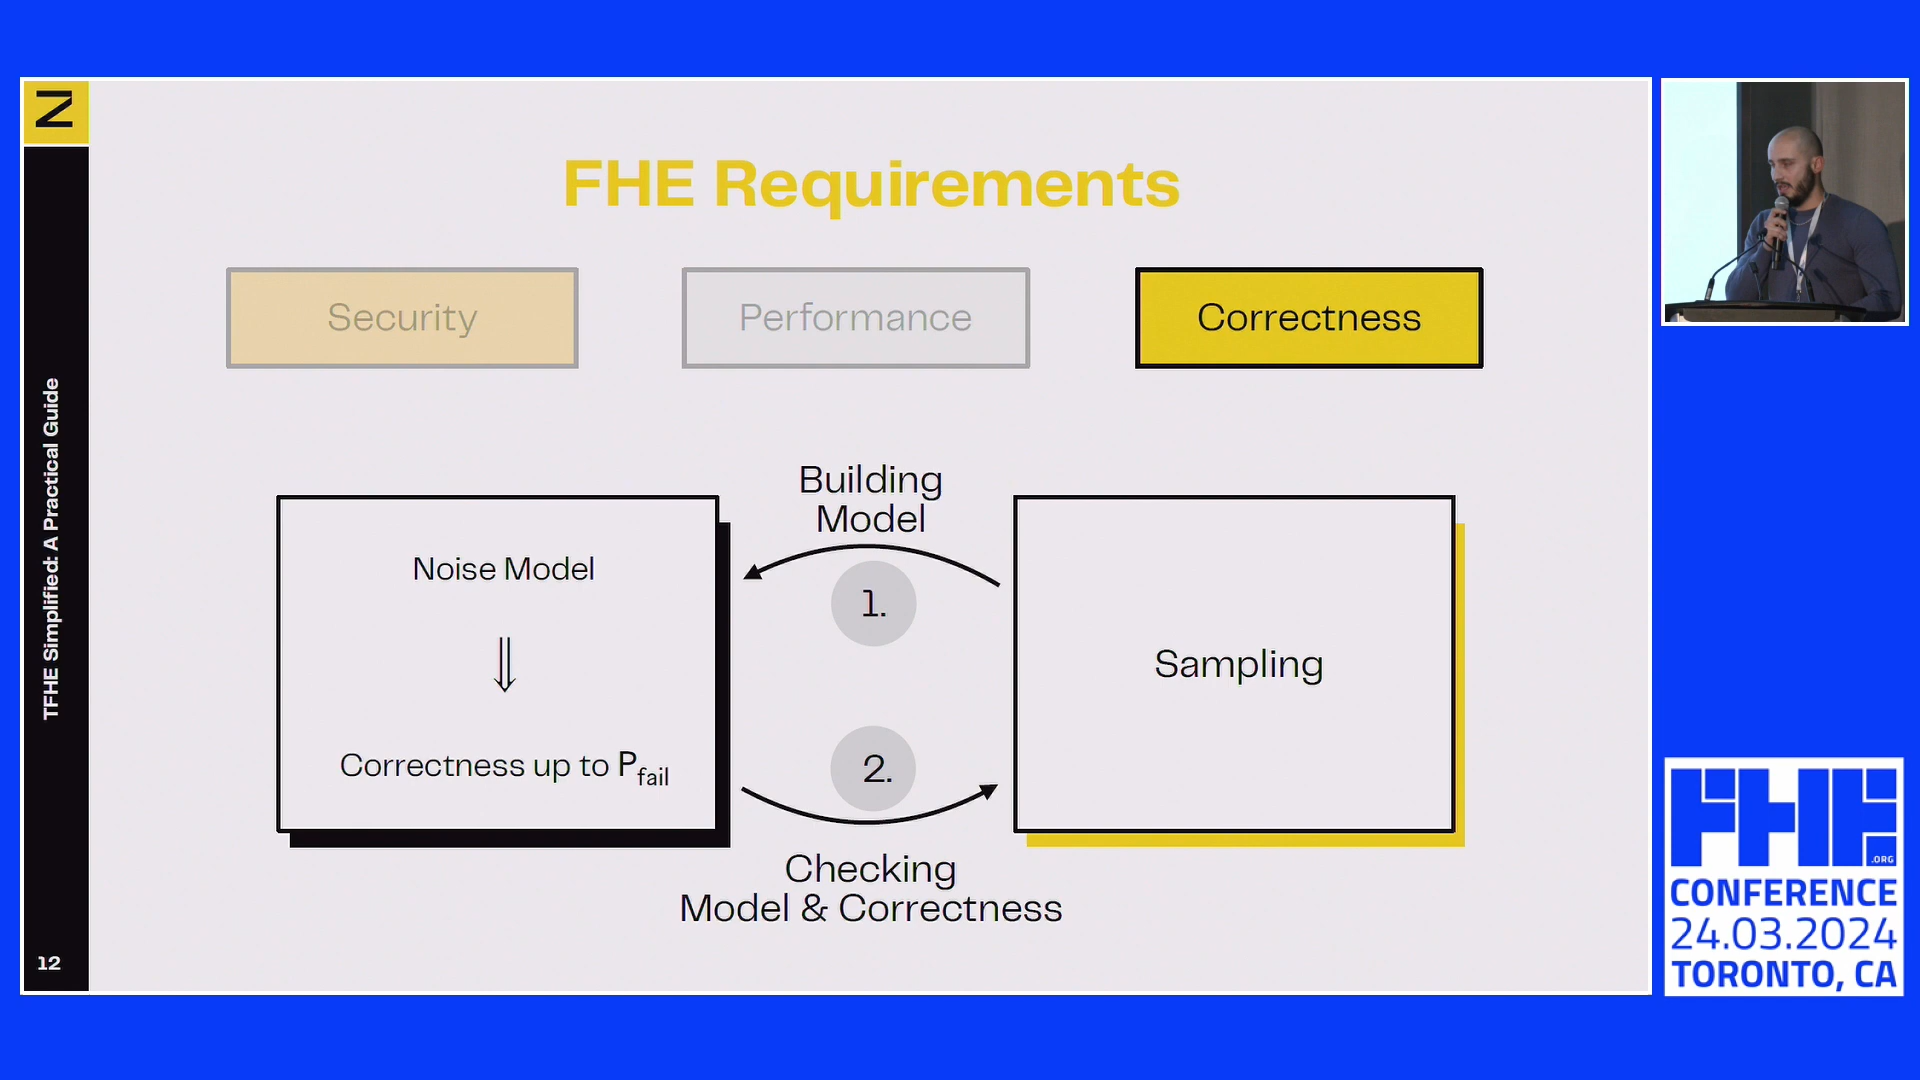 FHE Requirements
Security
Performance
Correctness
Building
Model
1.
Noise Model
⇓
Correctness up to Pfail
Sampling
2.
Checking
Model & Correctness
Z
TFHE Simplified: A Practical Guide
12
FHE
.ORG
CONFERENCE
24.03.2024
TORONTO, CA